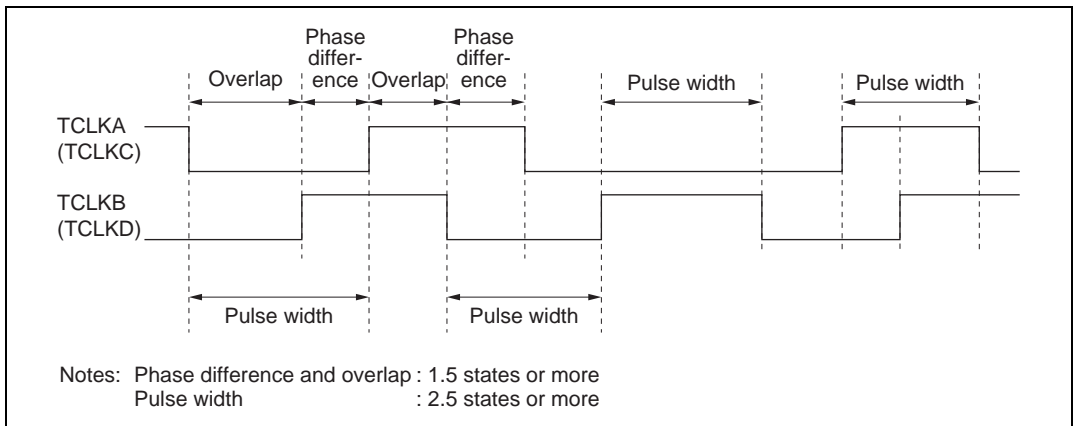 Phase
differ-
ence
Phase
differ-
ence
Overlap
Overlap
Pulse width
Pulse width
TCLKA
(TCLKC)
TCLKB
(TCLKD)
Pulse width
Pulse width
Notes: Phase difference and overlap : 1.5 states or more
Pulse width : 2.5 states or more